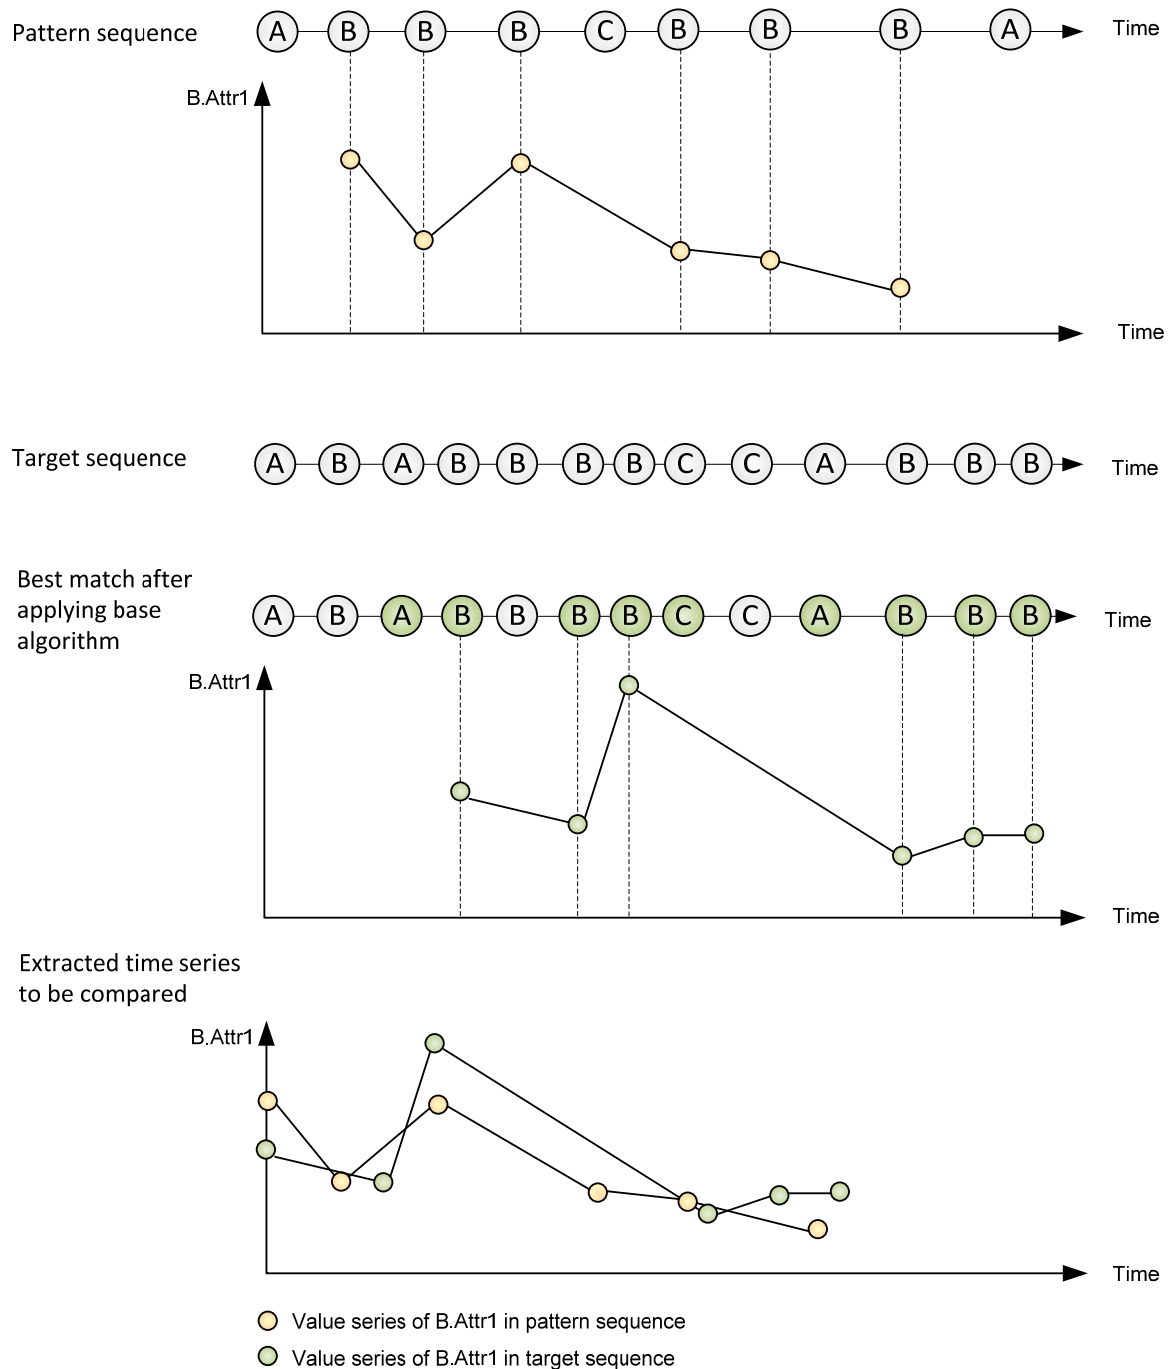 Pattern sequence A B B B C B B B A Time
B.Attr1
Time
Target sequence A B A B B B B C C A B B B Time
Best match after
applying base
algorithm
A B A B B B B C C A B B B Time
B.Attr1
Time
Extracted time series
to be compared
B.Attr1
Time
Value series of B.Attr1 in pattern sequence
Value series of B.Attr1 in target sequence